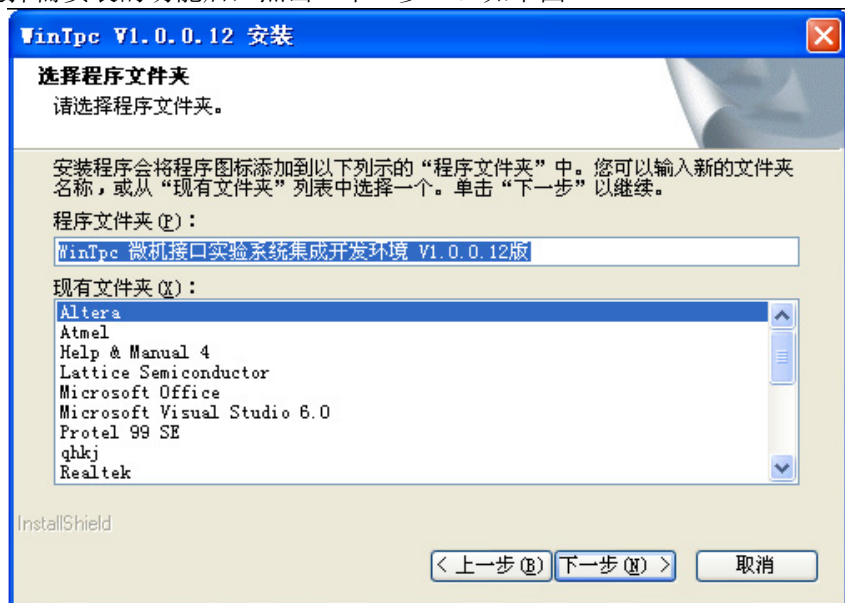 WinTpc V1.0.0.12 安装
选择程序文件夹
请选择程序文件夹。
安装程序会将程序图标添加到以下列示的“程序文件夹”中。您可以输入新的文件夹
名称，或从“现有文件夹”列表中选择一个。单击“下一步”以继续。
程序文件夹(P)：
WinTpc 微机接口实验系统集成开发环境 V1.0.0.12版
现有文件夹(X)：
Altera
Atmel
Help & Manual 4
Lattice Semiconductor
Microsoft Office
Microsoft Visual Studio 6.0
Protel 99 SE
qhkj
Realtek
InstallShield
< 上一步(B) 下一步(N) > 取消